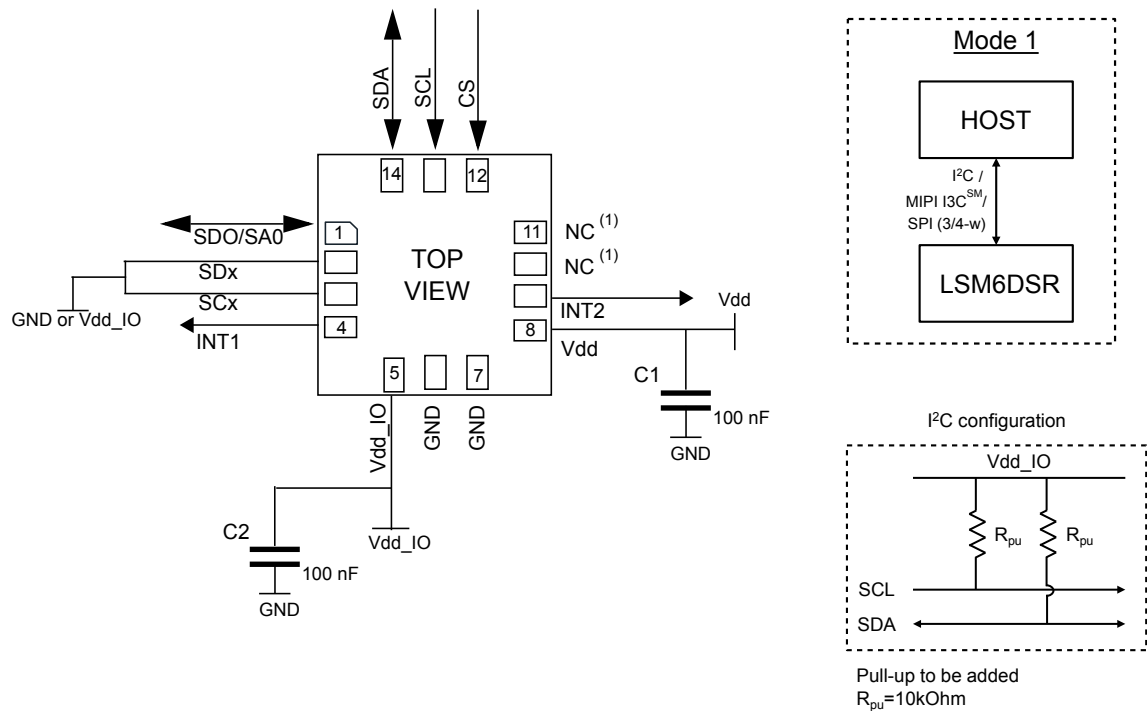 SDA
SCL
CS
14
12
SDO/SA0
1
11
NC (1)
NC (1)
TOP
VIEW
SDx
SCx
GND or Vdd_IO
INT1
4
INT2
8
Vdd
Vdd
5
7
Vdd_IO
GND
GND
C1
100 nF
GND
C2
100 nF
GND
Vdd_IO
Mode 1
HOST
I²C /
MIPI I3C^SM/
SPI (3/4-w)
LSM6DSR
I²C configuration
Vdd_IO
Rpu
Rpu
SCL
SDA
Pull-up to be added
Rpu=10kOhm